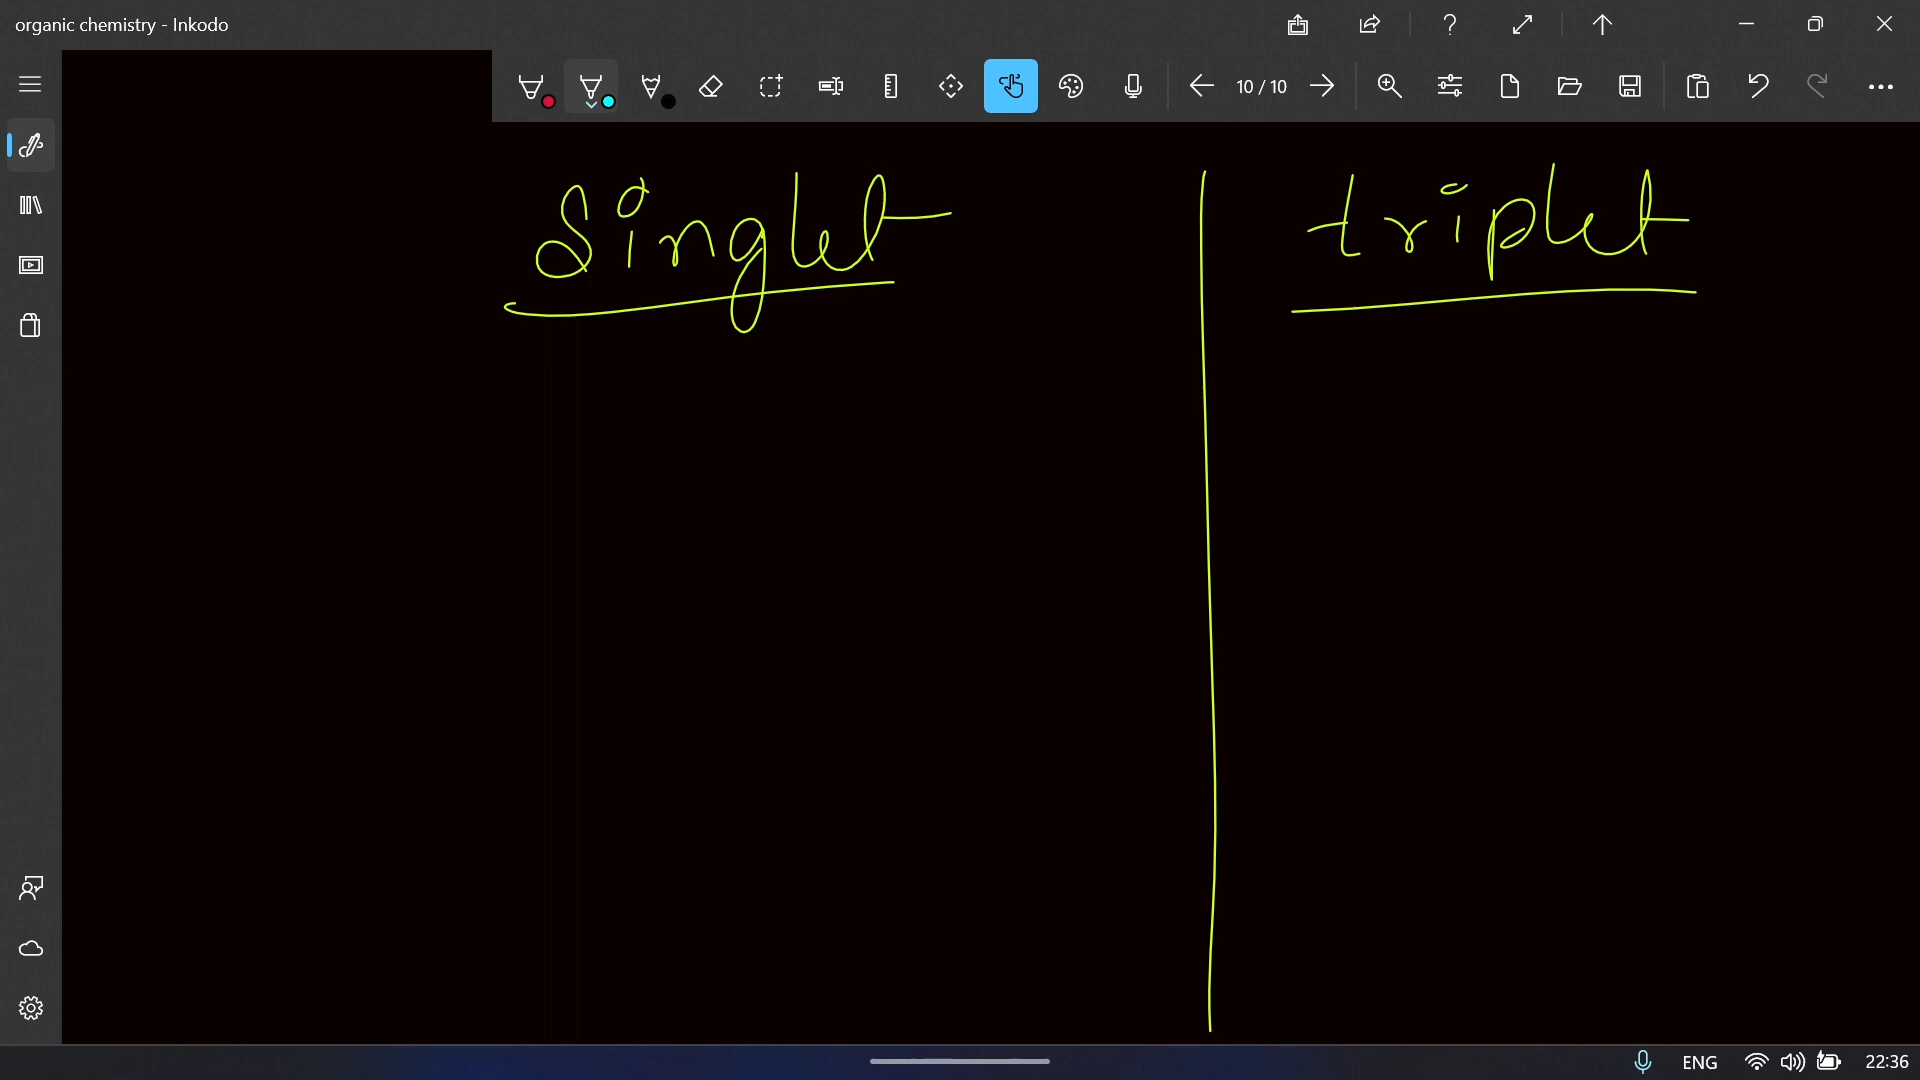 organic chemistry - Inkodo
10 / 10
Singlet
triplet
ENG
22:36